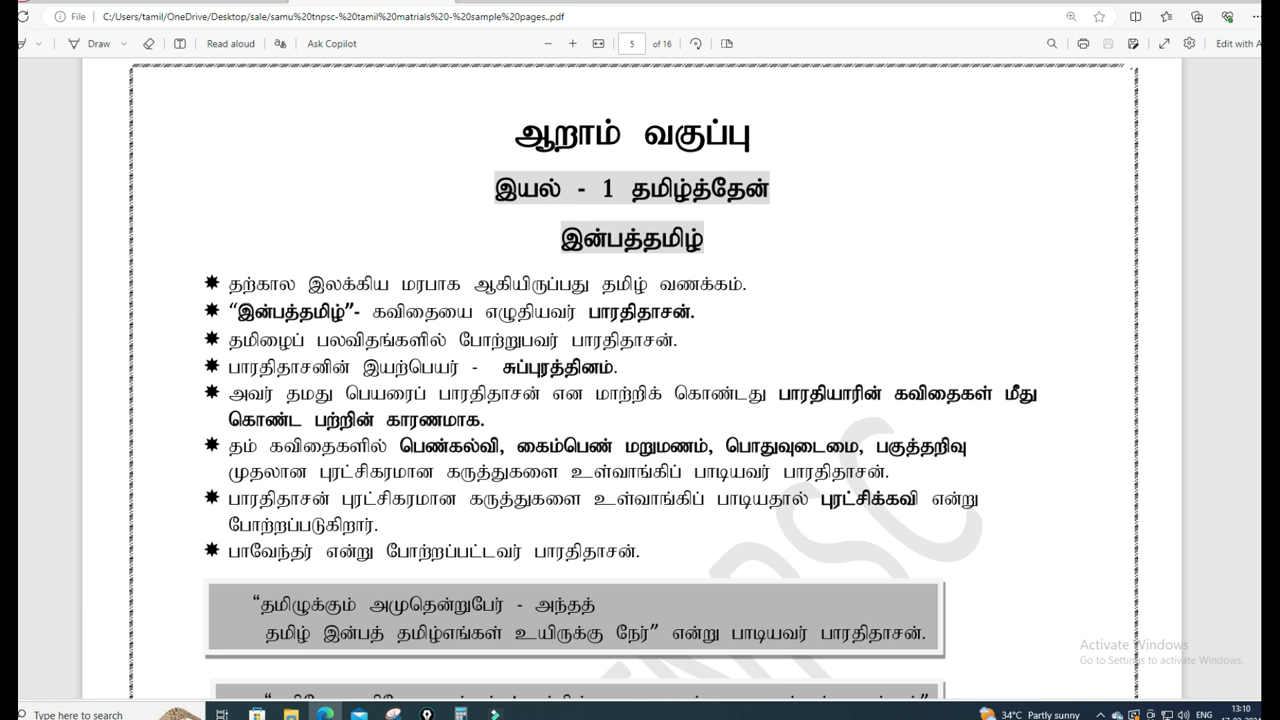 File C:/Users/tamil/OneDrive/Desktop/sale/samu%20tnpsc-%20tamil%20matrials%20-%20sample%20pages..pdf
Draw Read aloud Ask Copilot 5 of 16 Edit with A
ஆறாம் வகுப்பு
இயல் - 1 தமிழ்த்தேன்
இன்பத்தமிழ்
தற்கால இலக்கிய மரபாக ஆகியிருப்பது தமிழ் வணக்கம்.
“இன்பத்தமிழ்”- கவிதையை எழுதியவர் பாரதிதாசன்.
தமிழைப் பலவிதங்களில் போற்றுபவர் பாரதிதாசன்.
பாரதிதாசனின் இயற்பெயர் - சுப்புரத்தினம்.
அவர் தமது பெயரைப் பாரதிதாசன் என மாற்றிக் கொண்டது பாரதியாரின் கவிதைகள் மீது
கொண்ட பற்றின் காரணமாக.
தம் கவிதைகளில் பெண்கல்வி, கைம்பெண் மறுமணம், பொதுவுடைமை, பகுத்தறிவு
முதலான புரட்சிகரமான கருத்துகளை உள்வாங்கிப் பாடியவர் பாரதிதாசன்.
பாரதிதாசன் புரட்சிகரமான கருத்துகளை உள்வாங்கிப் பாடியதால் புரட்சிக்கவி என்று
போற்றப்படுகிறார்.
பாவேந்தர் என்று போற்றப்பட்டவர் பாரதிதாசன்.
“தமிழுக்கும் அமுதென்றுபேர் - அந்தத்
தமிழ் இன்பத் தமிழ்எங்கள் உயிருக்கு நேர்” என்று பாடியவர் பாரதிதாசன்.
Activate Windows
Go to Settings to activate Windows.
Type here to search 34°C Partly sunny ENG 13:10